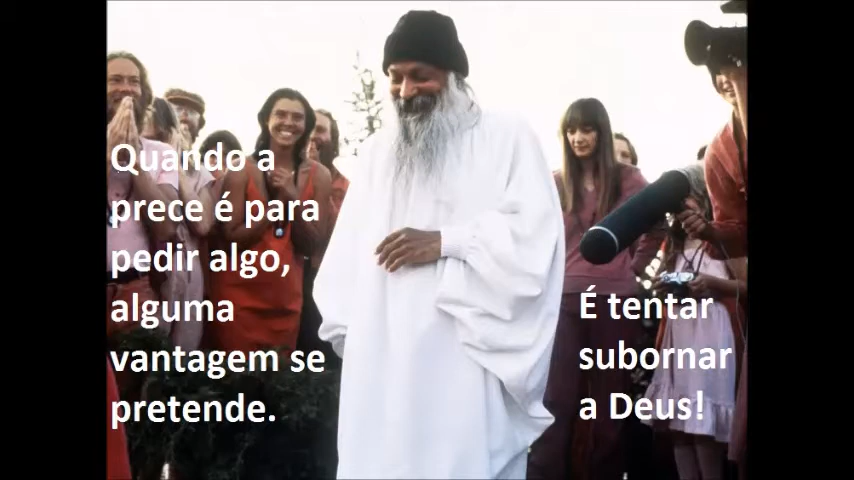 Quando a
prece é para
pedir algo,
alguma
vantagem se
pretende.
É tentar
subornar
a Deus!